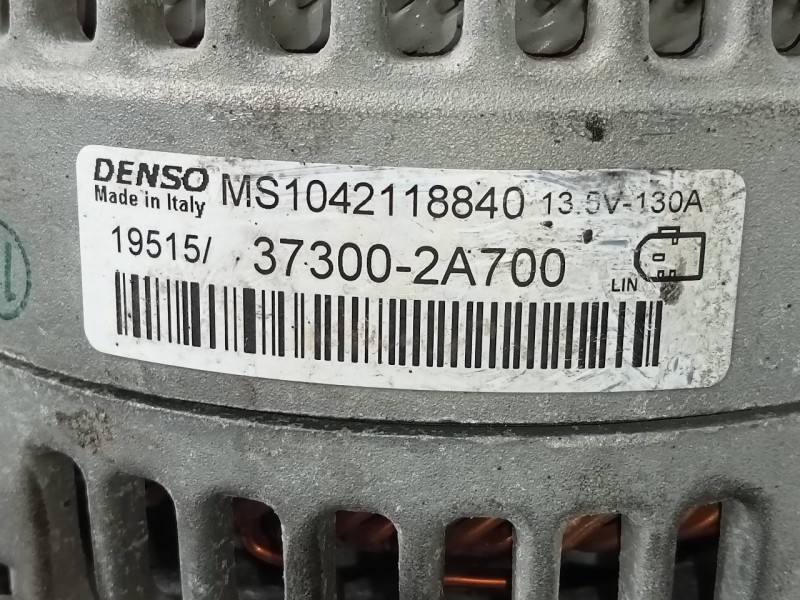 DENSO MS1042118840 13.5V-130A
Made in Italy
19515/ 37300-2A700
LIN